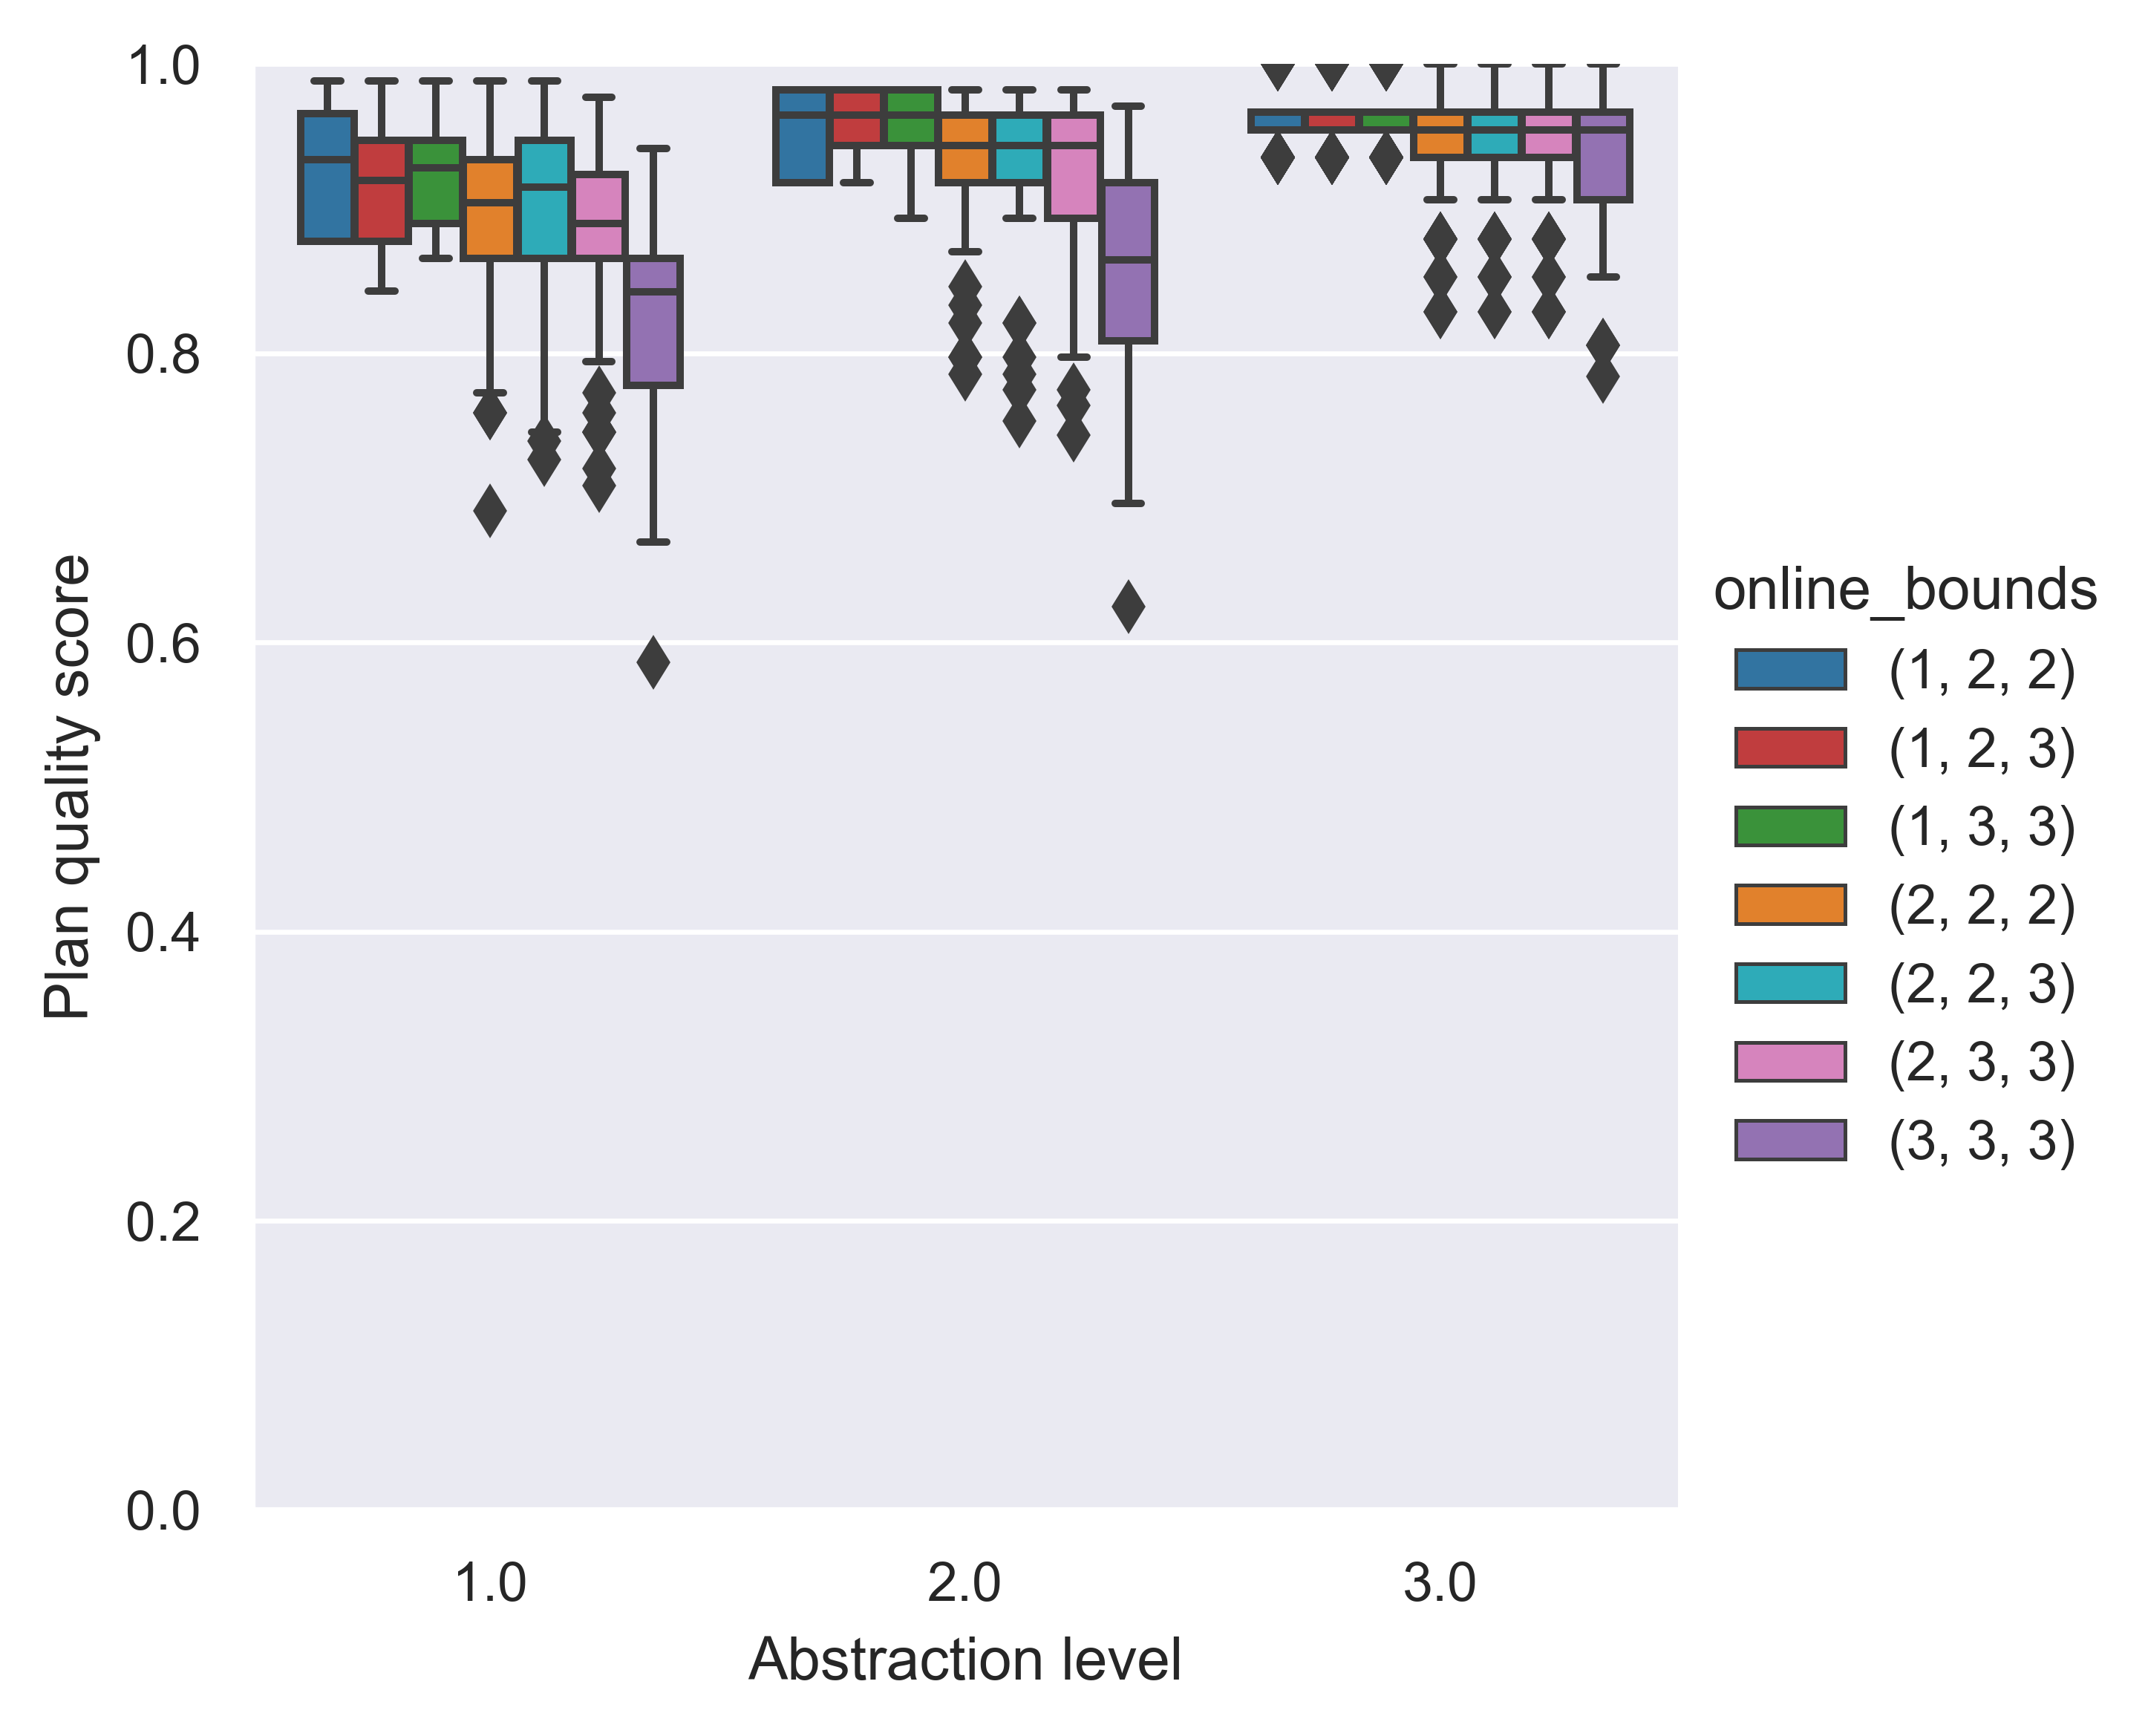 Plan quality score
1.0
0.8
0.6
0.4
0.2
0.0
1.0
2.0
3.0
Abstraction level
online_bounds
(1, 2, 2)
(1, 2, 3)
(1, 3, 3)
(2, 2, 2)
(2, 2, 3)
(2, 3, 3)
(3, 3, 3)